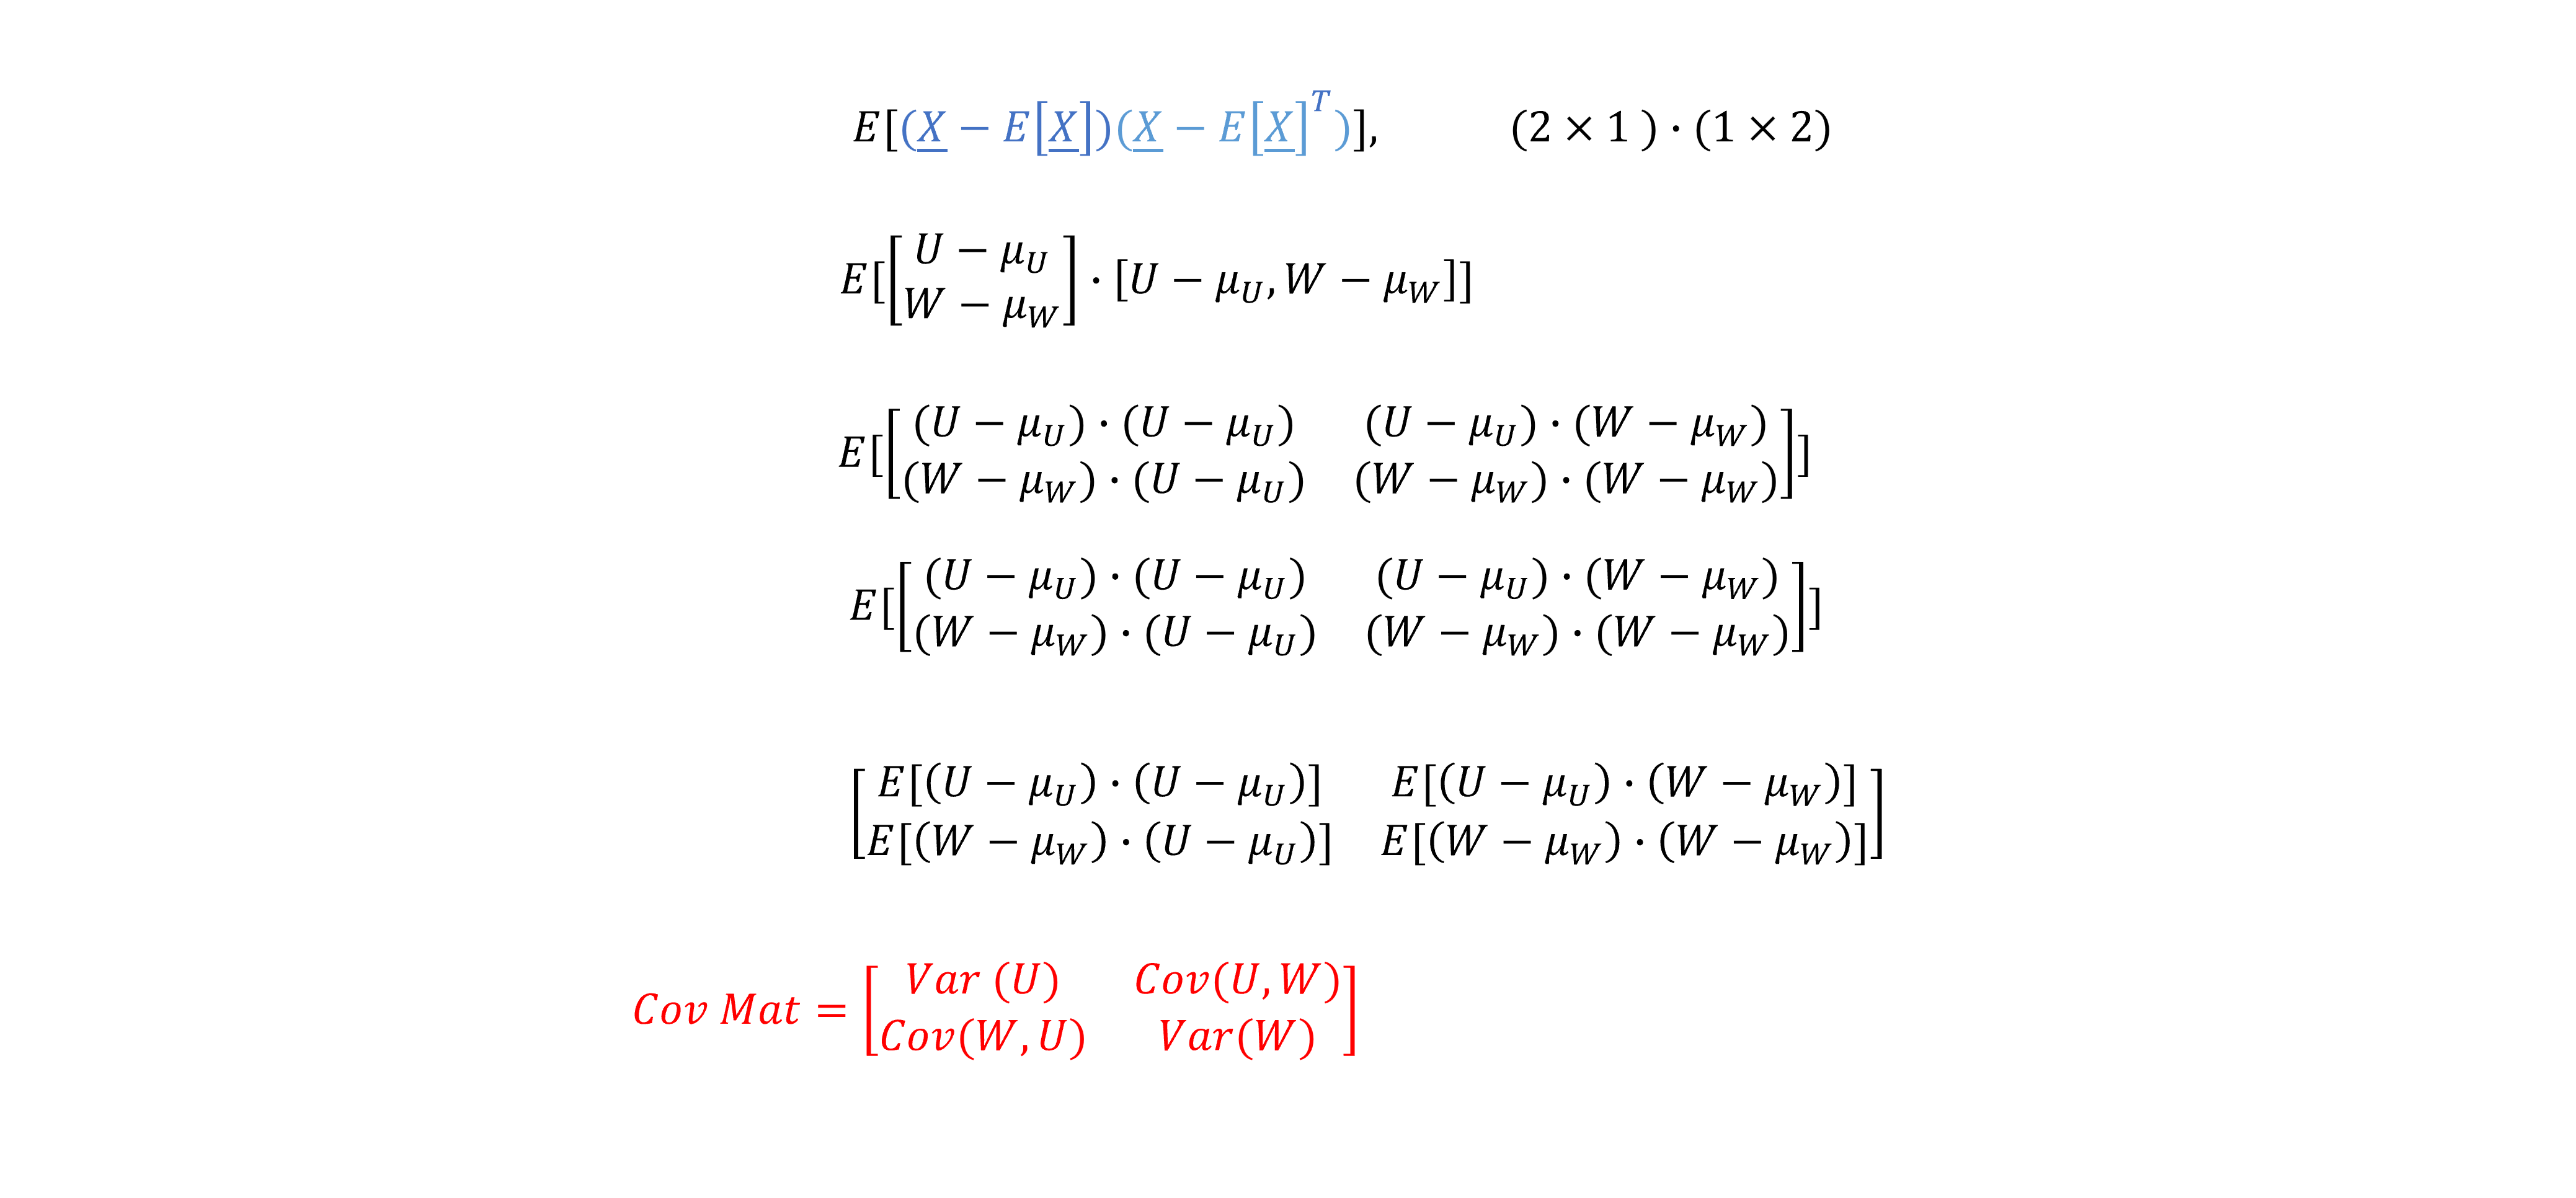 E[(X − E[X])(X − E[X]ᵀ)], (2 × 1 ) · (1 × 2)
E[[U − μ_U
W − μ_W] · [U − μ_U, W − μ_W]]
E[[(U − μ_U) · (U − μ_U) (U − μ_U) · (W − μ_W)
(W − μ_W) · (U − μ_U) (W − μ_W) · (W − μ_W)]]
E[[(U − μ_U) · (U − μ_U) (U − μ_U) · (W − μ_W)
(W − μ_W) · (U − μ_U) (W − μ_W) · (W − μ_W)]]
[E[(U − μ_U) · (U − μ_U)] E[(U − μ_U) · (W − μ_W)]
E[(W − μ_W) · (U − μ_U)] E[(W − μ_W) · (W − μ_W)]]
Cov Mat = [Var (U) Cov(U, W)
Cov(W, U) Var(W)]